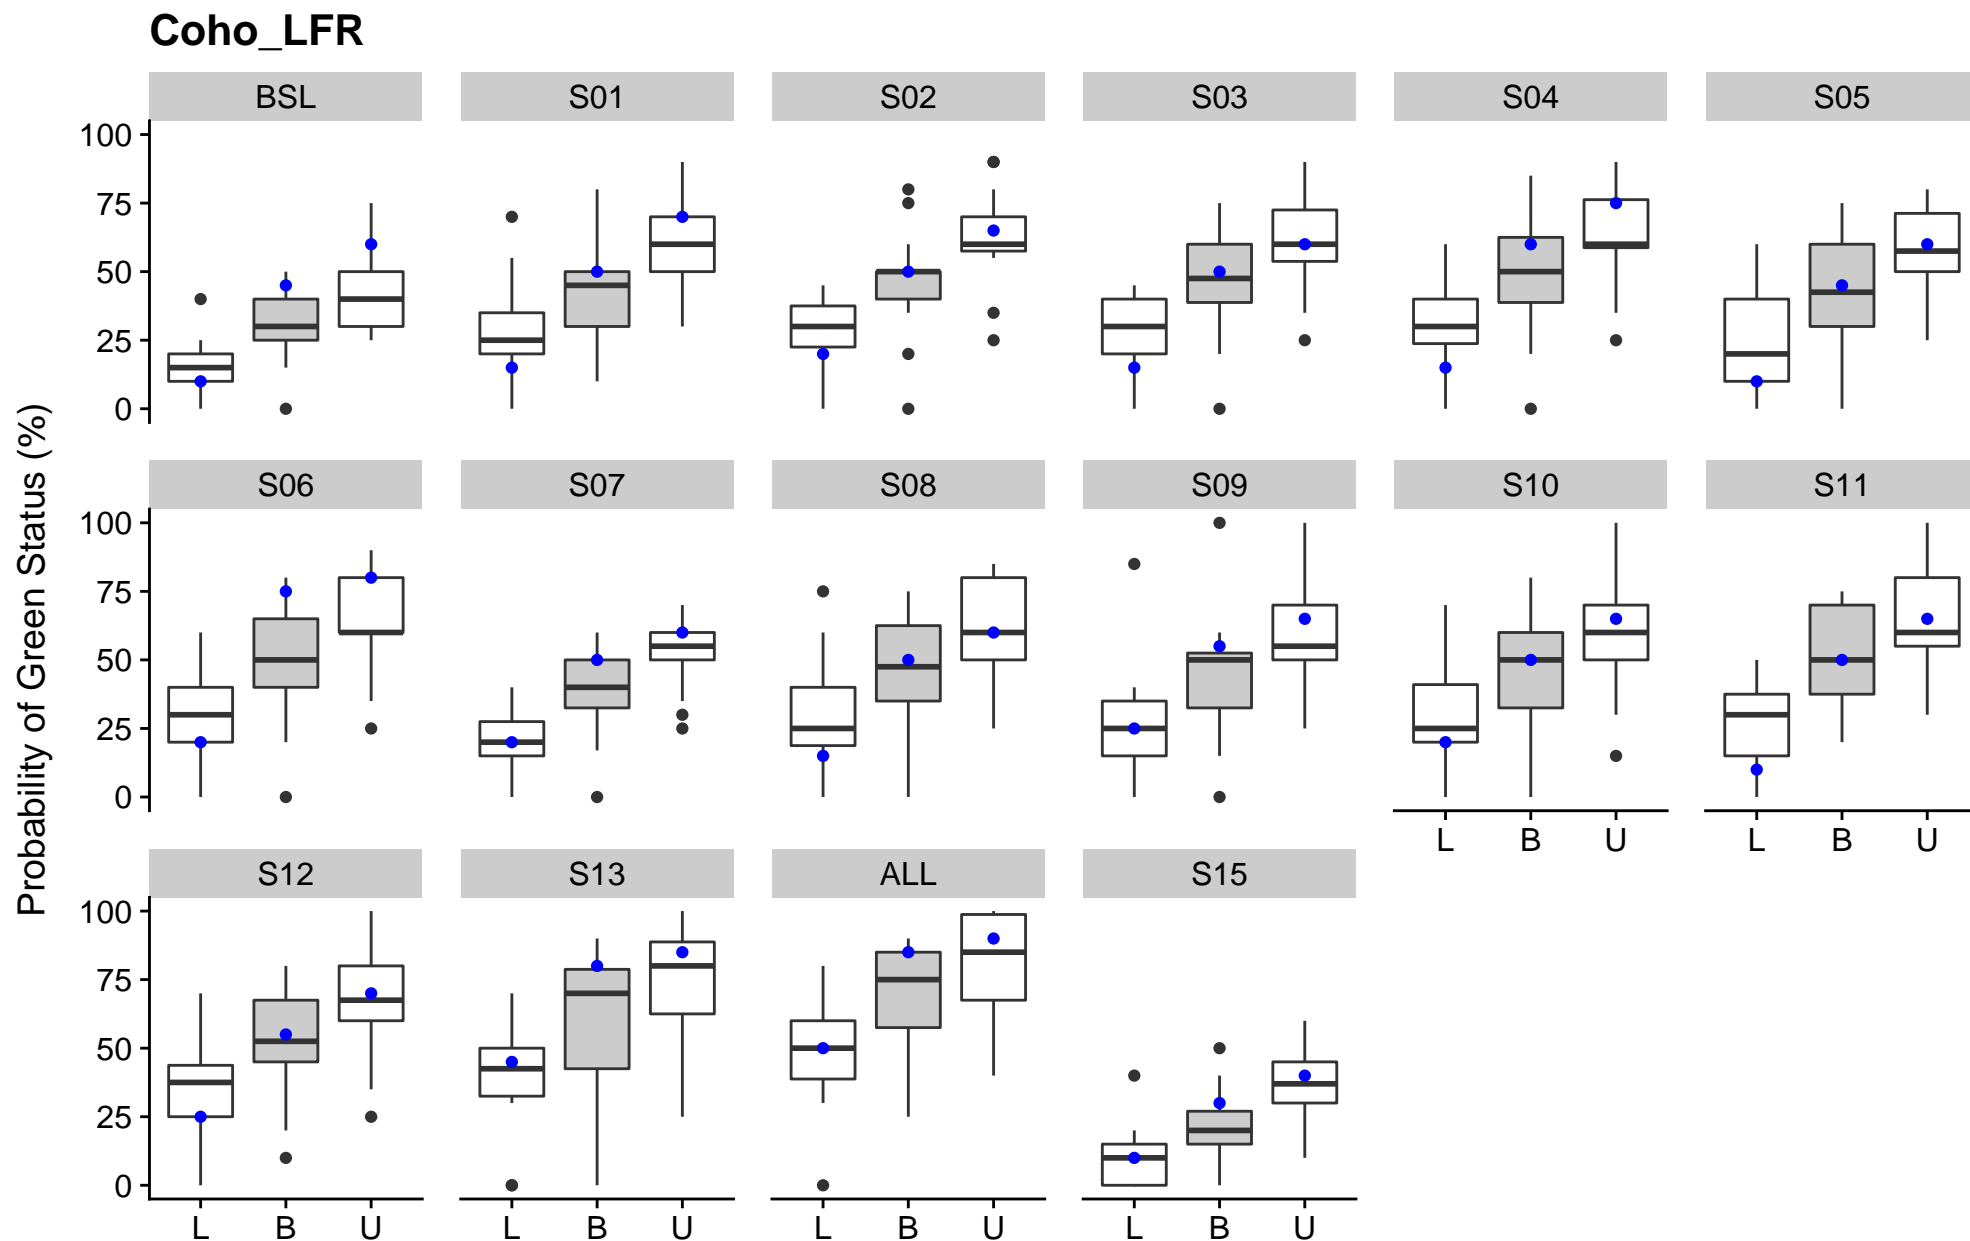 Coho_LFR
BSL S01 S02 S03 S04 S05
100
75
50
25
0
S06 S07 S08 S09 S10 S11
100
75
50
25
0
L B U L B U
S12 S13 ALL S15
100
75
50
25
0
L B U L B U L B U L B U
Probability of Green Status (%)